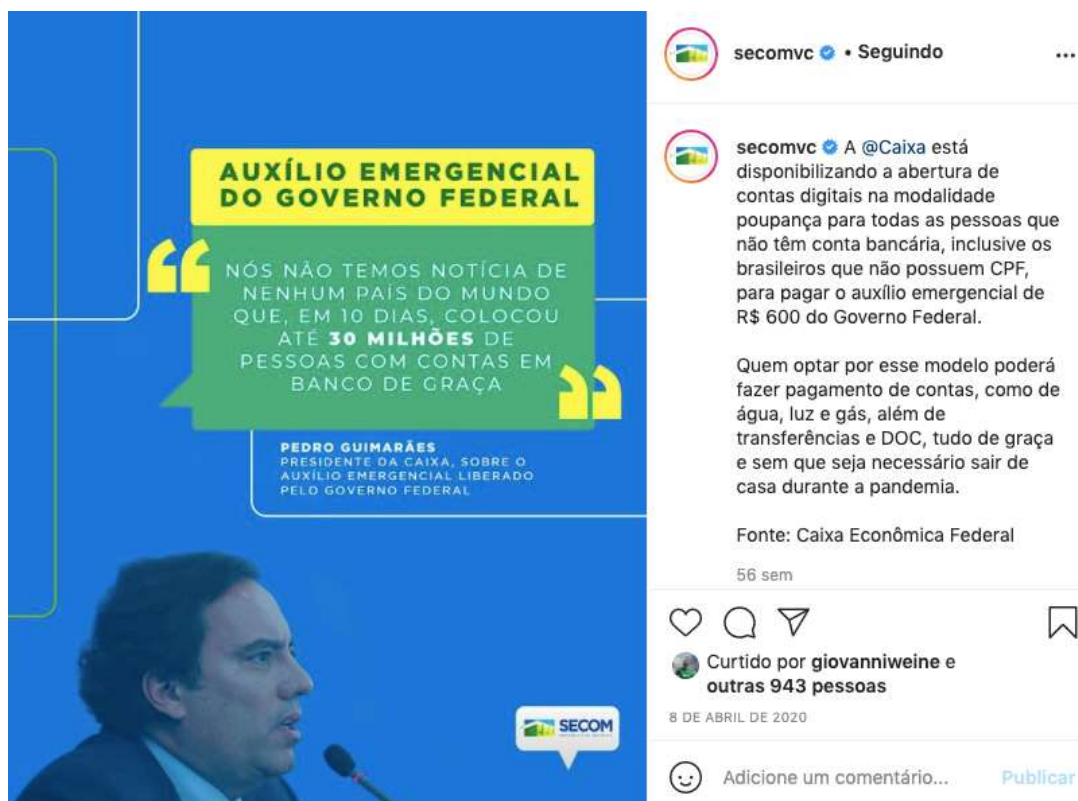 AUXÍLIO EMERGENCIAL
DO GOVERNO FEDERAL
“
NÓS NÃO TEMOS NOTÍCIA DE
NENHUM PAÍS DO MUNDO
QUE, EM 10 DIAS, COLOCOU
ATÉ 30 MILHÕES DE
PESSOAS COM CONTAS EM
BANCO DE GRAÇA
”
PEDRO GUIMARÃES
PRESIDENTE DA CAIXA, SOBRE O
AUXÍLIO EMERGENCIAL LIBERADO
PELO GOVERNO FEDERAL
SECOM
secomvc • Seguindo
...
secomvc A @Caixa está
disponibilizando a abertura de
contas digitais na modalidade
poupança para todas as pessoas que
não têm conta bancária, inclusive os
brasileiros que não possuem CPF,
para pagar o auxílio emergencial de
R$ 600 do Governo Federal.
Quem optar por esse modelo poderá
fazer pagamento de contas, como de
água, luz e gás, além de
transferências e DOC, tudo de graça
e sem que seja necessário sair de
casa durante a pandemia.
Fonte: Caixa Econômica Federal
56 sem
Curtido por giovanniweine e
outras 943 pessoas
8 DE ABRIL DE 2020
Adicione um comentário... Publicar